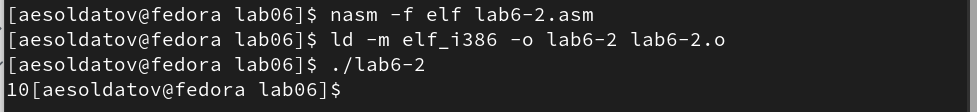 [aesoldatov@fedora lab06]$ nasm -f elf lab6-2.asm
[aesoldatov@fedora lab06]$ ld -m elf_i386 -o lab6-2 lab6-2.o
[aesoldatov@fedora lab06]$ ./lab6-2
10[aesoldatov@fedora lab06]$